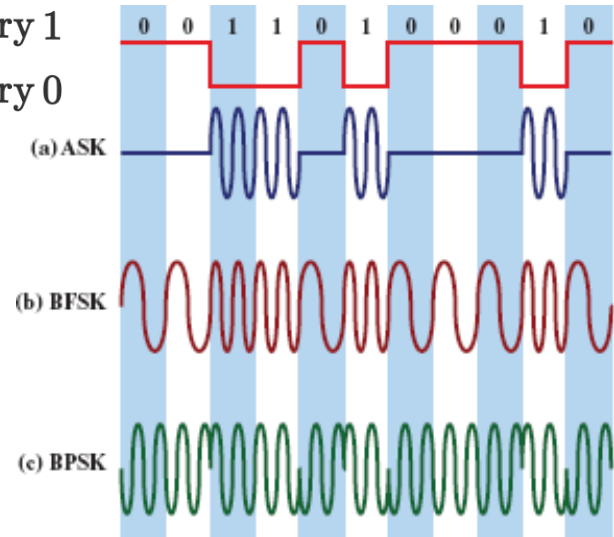 ry 1
0 0 1 1 0 1 0 0 0 1 0
ry 0
(a) ASK
(b) BFSK
(c) BPSK